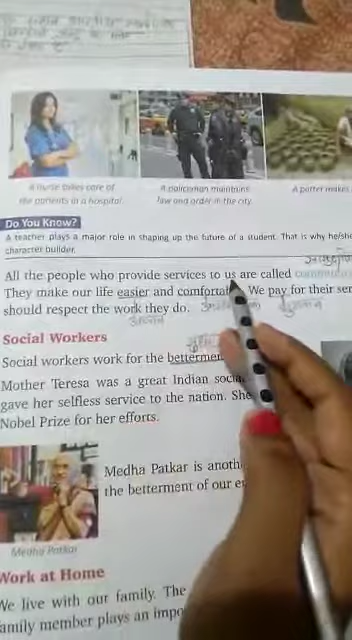 A nurse takes care of
the patients in a hospital.
A policeman maintains
law and order in the city.
A potter makes
Do You Know?
A teacher plays a major role in shaping up the future of a student. That is why he/she
character builder.
All the people who provide services to us are called
They make our life easier and comfortab We pay for their ser
आसान
भुगतान
should respect the work they do.
Social Workers
Social workers work for the bettermen
Mother Teresa was a great Indian socia
gave her selfless service to the nation. She
Nobel Prize for her efforts.
Medha Patkar is anoth
the betterment of our e
Medha Patkar
Work at Home
We live with our family. The
family member plays an impo